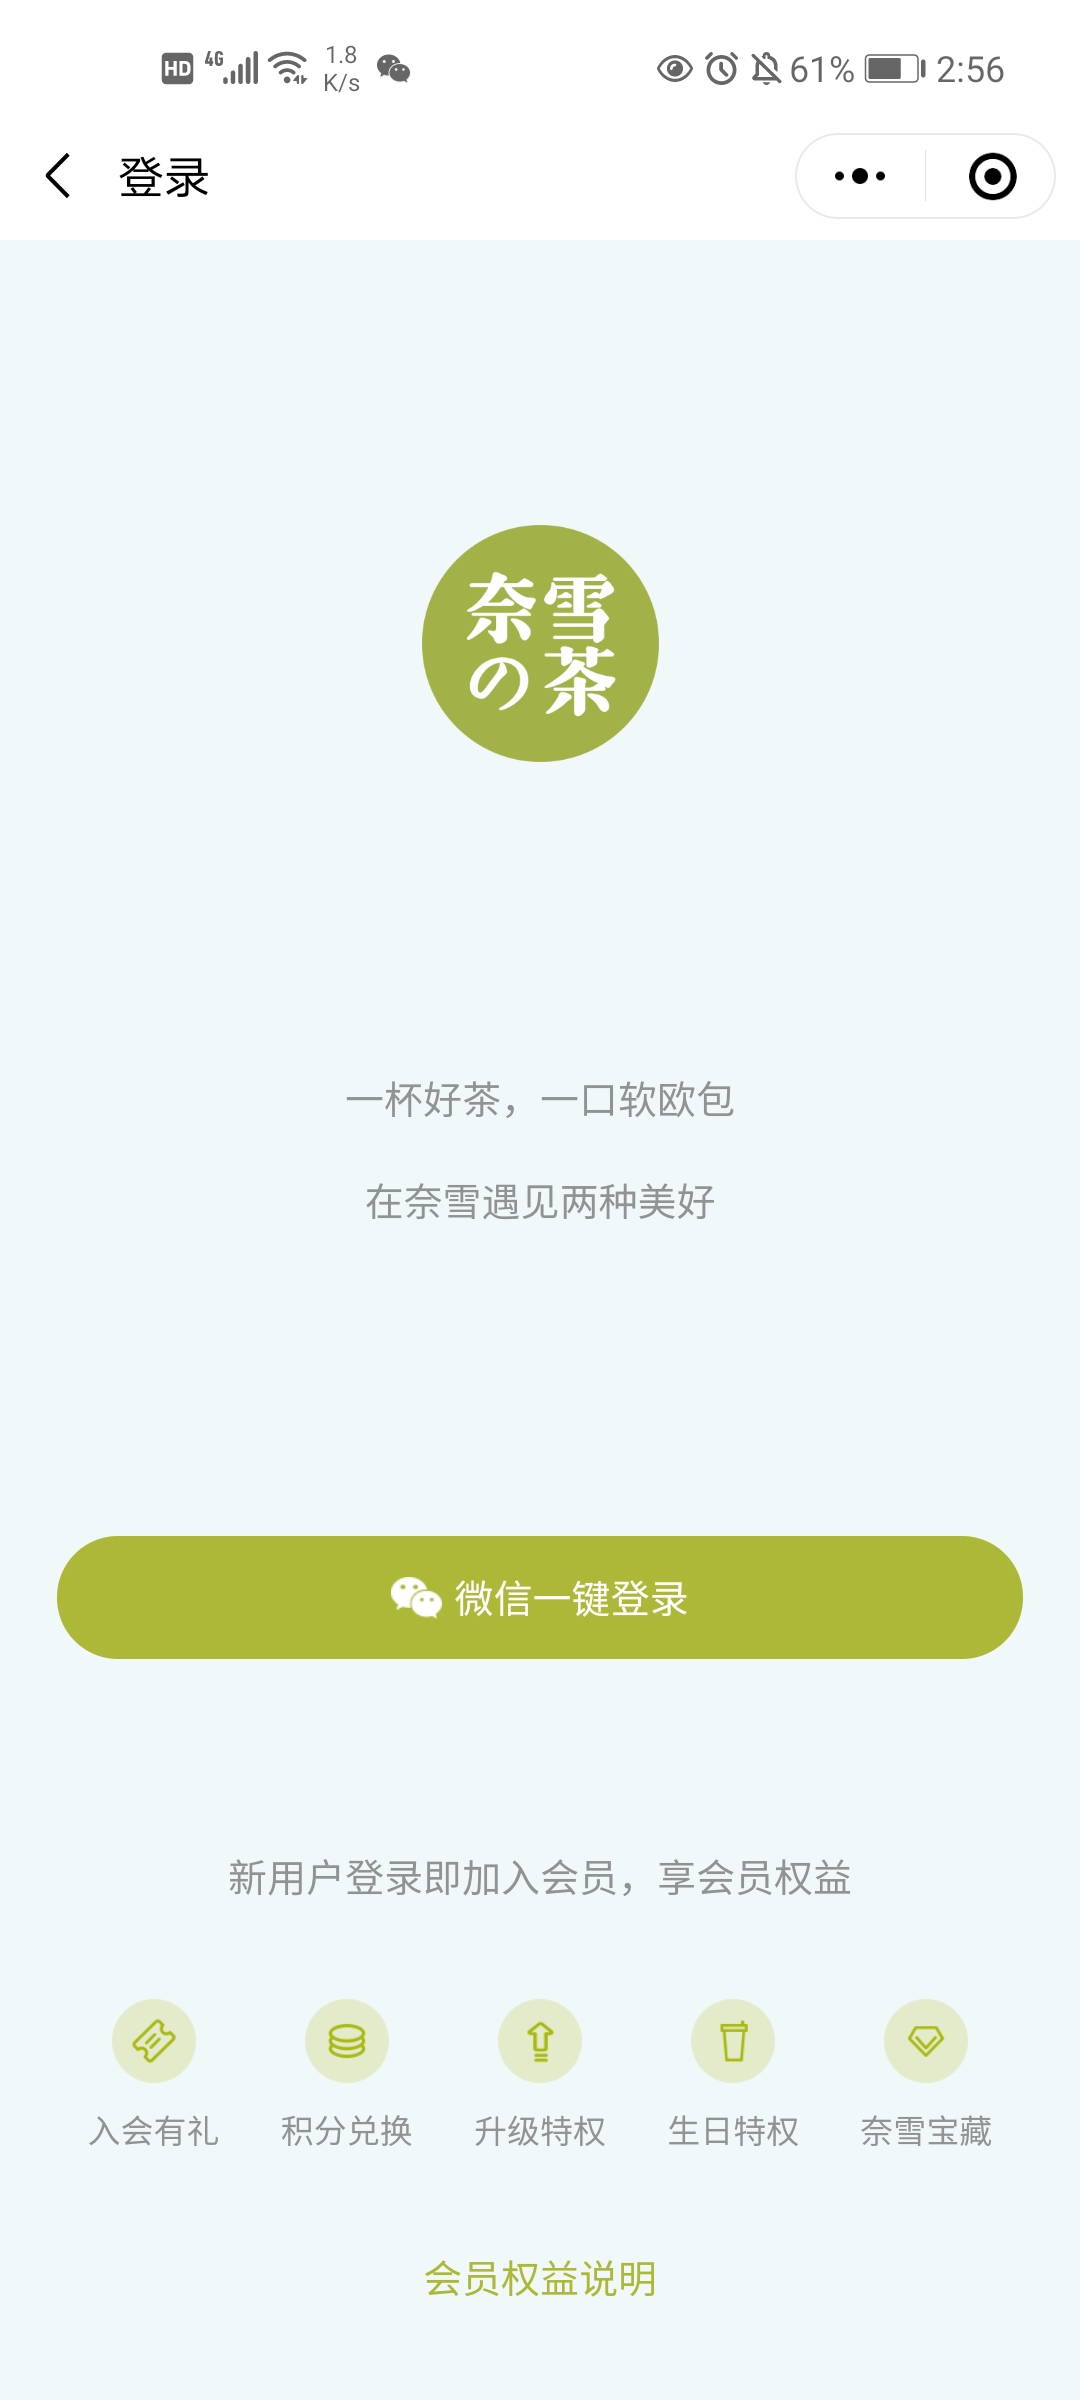 HD 4G 1.8 K/s 61% 2:56
登录
奈雪
の茶
一杯好茶，一口软欧包
在奈雪遇见两种美好
微信一键登录
新用户登录即加入会员，享会员权益
入会有礼 积分兑换 升级特权 生日特权 奈雪宝藏
会员权益说明